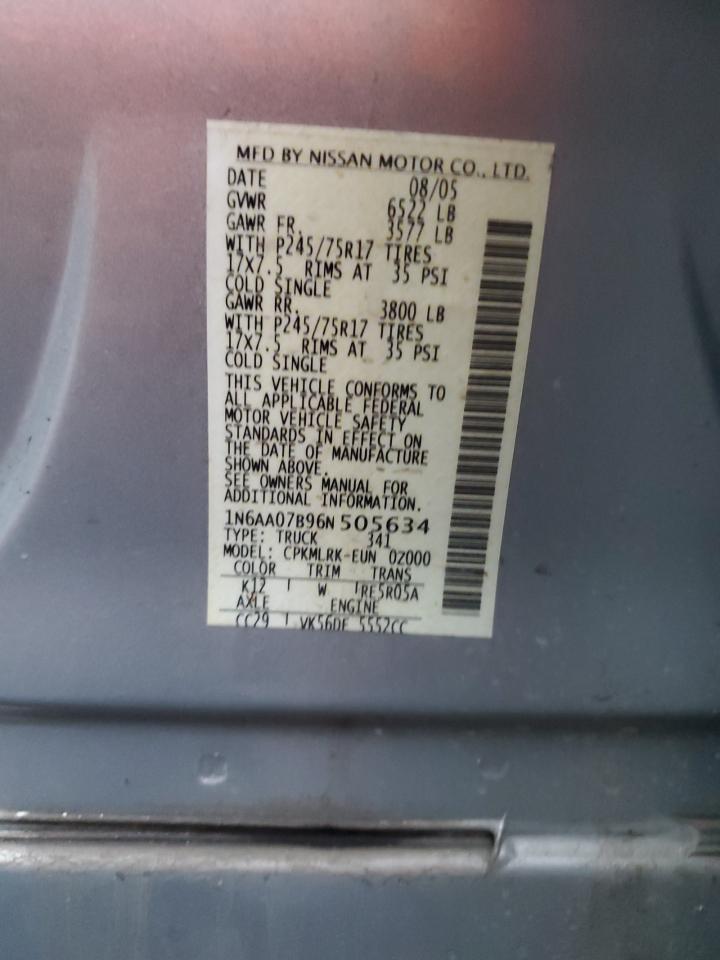 MFD BY NISSAN MOTOR CO., LTD.
DATE 08/05
GVWR 6522 LB
GAWR FR. 3577 LB
WITH P245/75R17 TIRES
17X7.5 RIMS AT 35 PSI
COLD SINGLE
GAWR RR. 3800 LB
WITH P245/75R17 TIRES
17X7.5 RIMS AT 35 PSI
COLD SINGLE
THIS VEHICLE CONFORMS TO
ALL APPLICABLE FEDERAL
MOTOR VEHICLE SAFETY
STANDARDS IN EFFECT ON
THE DATE OF MANUFACTURE
SHOWN ABOVE.
SEE OWNERS MANUAL FOR
ADDITIONAL INFORMATION.
1N6AA07B96N 505634
TYPE: TRUCK 341
MODEL: CPKMLRK-EUN 0Z000
COLOR TRIM TRANS
K12 W RE5R05A
AXLE ENGINE
CC29 VK56DE 5552CC